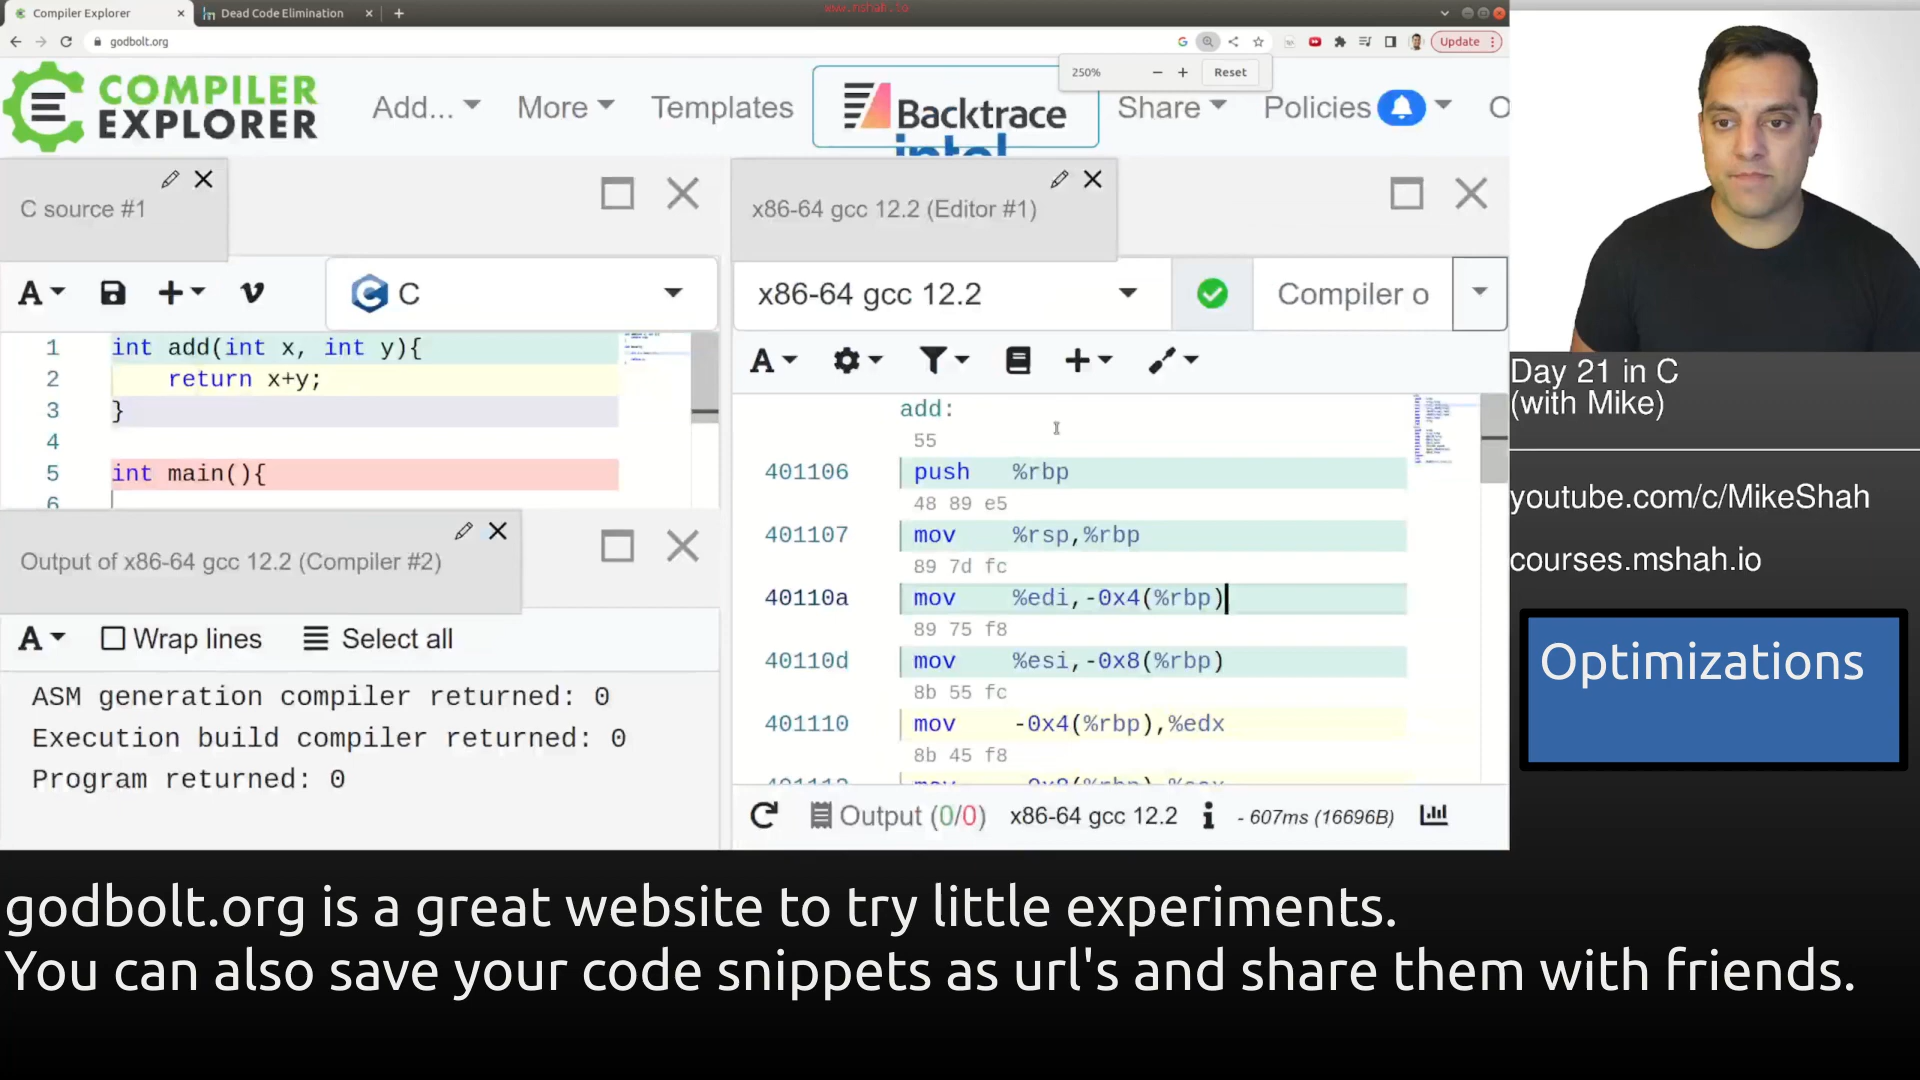 Compiler Explorer
Dead Code Elimination
www.mshah.io
godbolt.org
Update
250%
Reset
COMPILER
EXPLORER
Add...
More
Templates
Backtrace
intel
Share
Policies
C source #1
x86-64 gcc 12.2 (Editor #1)
A
C
x86-64 gcc 12.2
Compiler o
1 int add(int x, int y){
2 return x+y;
3 }
4
5 int main(){
6
A
add:
55
401106 push %rbp
48 89 e5
401107 mov %rsp,%rbp
89 7d fc
40110a mov %edi,-0x4(%rbp)
89 75 f8
40110d mov %esi,-0x8(%rbp)
8b 55 fc
401110 mov -0x4(%rbp),%edx
8b 45 f8
Output of x86-64 gcc 12.2 (Compiler #2)
A
Wrap lines
Select all
ASM generation compiler returned: 0
Execution build compiler returned: 0
Program returned: 0
Output (0/0) x86-64 gcc 12.2 i - 607ms (16696B)
Day 21 in C
(with Mike)
youtube.com/c/MikeShah
courses.mshah.io
Optimizations
godbolt.org is a great website to try little experiments.
You can also save your code snippets as url's and share them with friends.